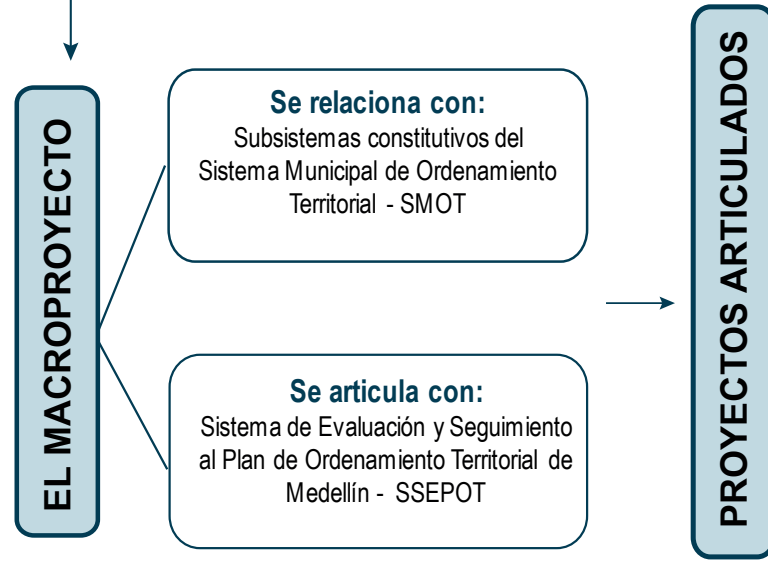 EL MACROPROYECTO
Se relaciona con:
Subsistemas constitutivos del
Sistema Municipal de Ordenamiento
Territorial - SMOT
Se articula con:
Sistema de Evaluación y Seguimiento
al Plan de Ordenamiento Territorial de
Medellín - SSEPOT
PROYECTOS ARTICULADOS